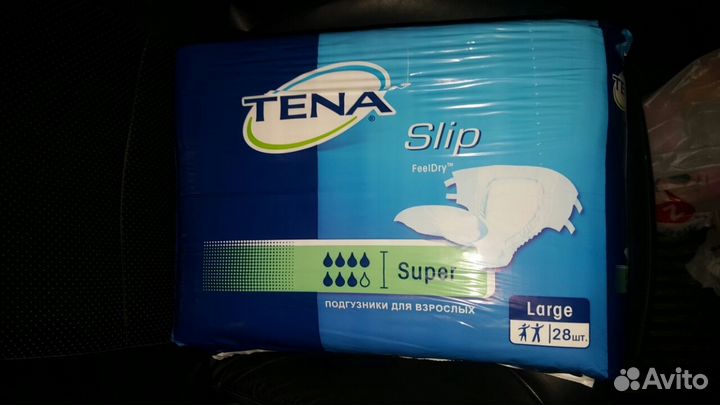 TENA®
Slip
FeelDry™
Super
ПОДГУЗНИКИ ДЛЯ ВЗРОСЛЫХ
Large
28шт.
Avito